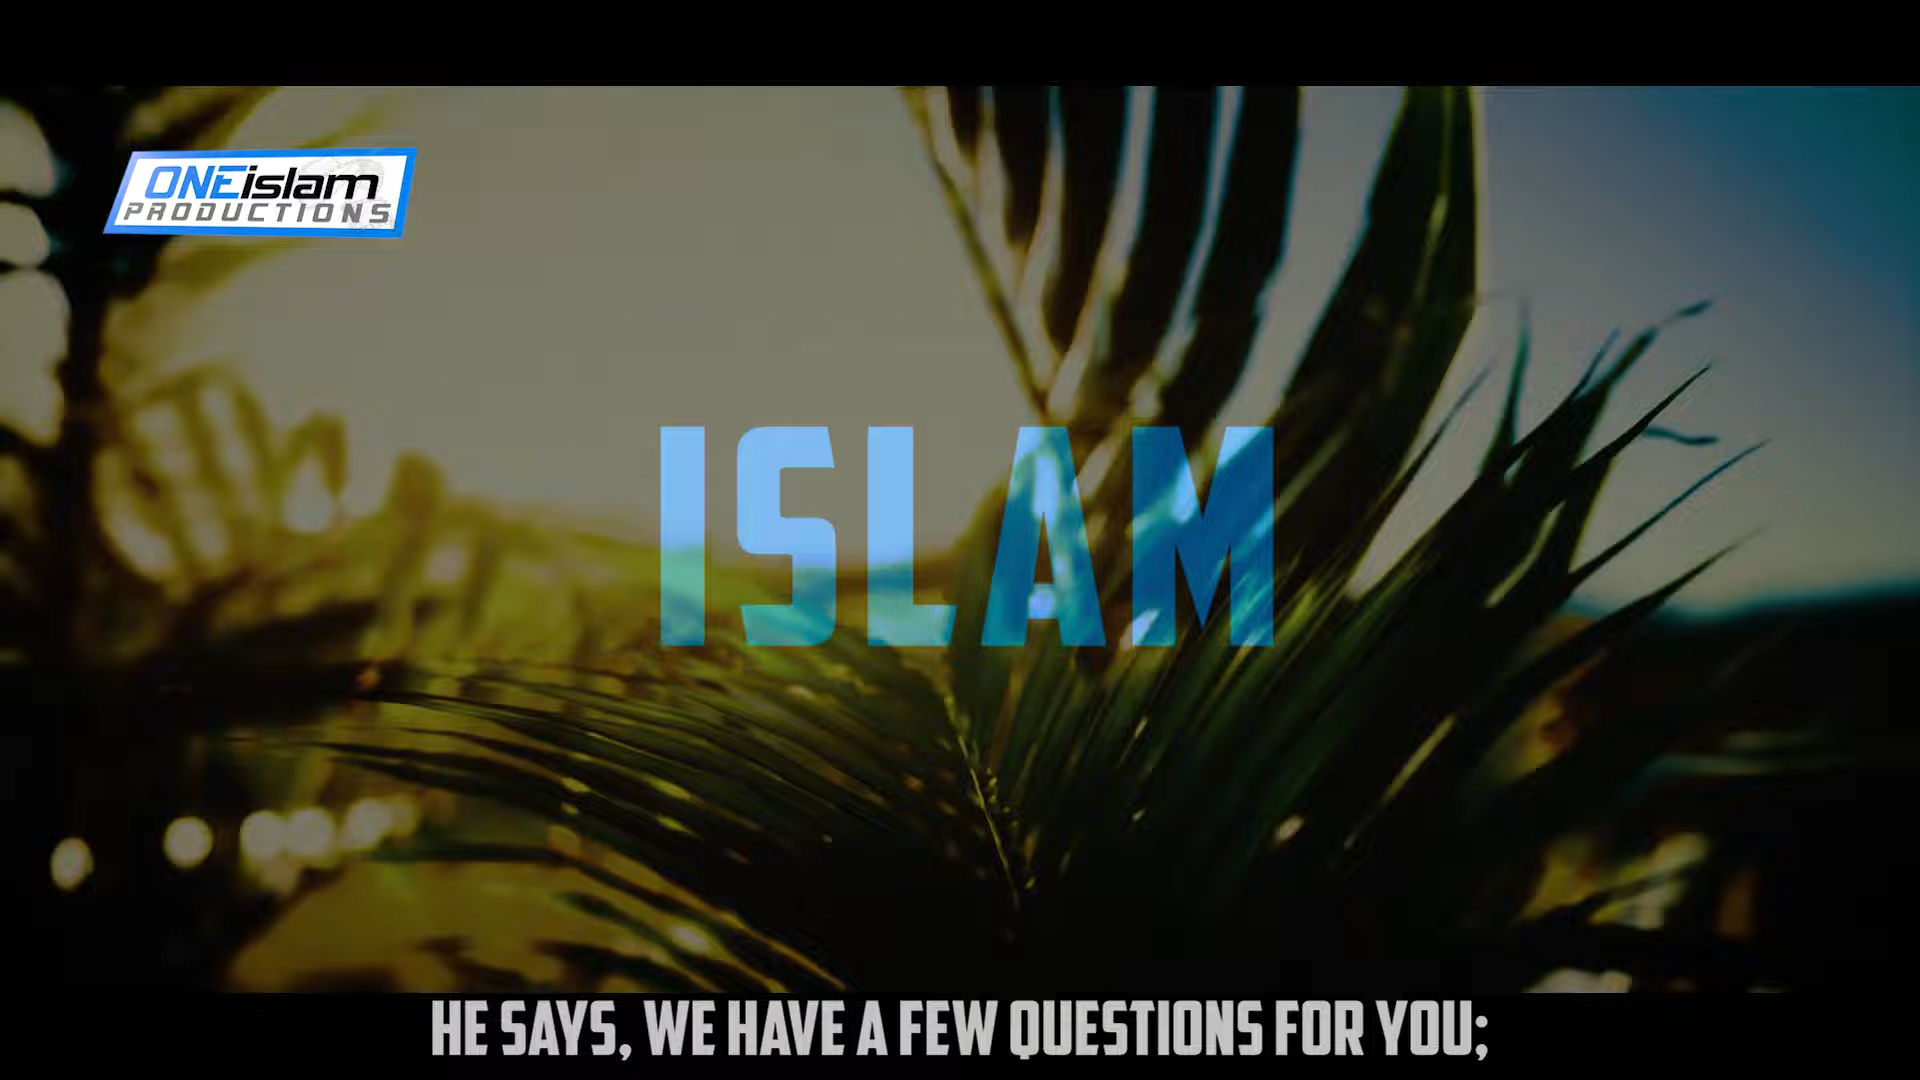 ONEislam
PRODUCTIONS
ISLAM
HE SAYS, WE HAVE A FEW QUESTIONS FOR YOU;